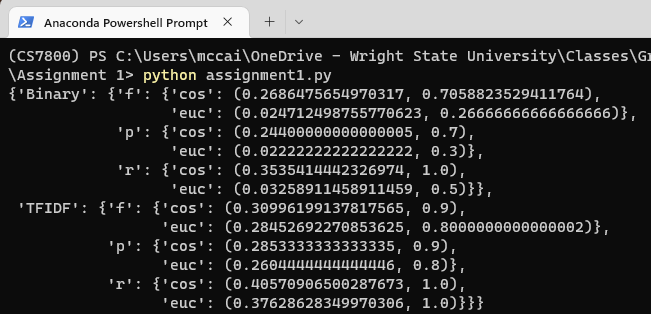 Anaconda Powershell Prompt
(CS7800) PS C:\Users\mccai\OneDrive - Wright State University\Classes\Gr
\Assignment 1> python assignment1.py
{'Binary': {'f': {'cos': (0.2686475654970317, 0.7058823529411764),
'euc': (0.024712498755770623, 0.26666666666666666)},
'p': {'cos': (0.24400000000000005, 0.7),
'euc': (0.02222222222222222, 0.3)},
'r': {'cos': (0.3535414442326974, 1.0),
'euc': (0.03258911458911459, 0.5)}},
'TFIDF': {'f': {'cos': (0.30996199137817565, 0.9),
'euc': (0.28452692270853625, 0.8000000000000002)},
'p': {'cos': (0.2853333333333335, 0.9),
'euc': (0.2604444444444446, 0.8)},
'r': {'cos': (0.40570906500287673, 1.0),
'euc': (0.37628628349970306, 1.0)}}}